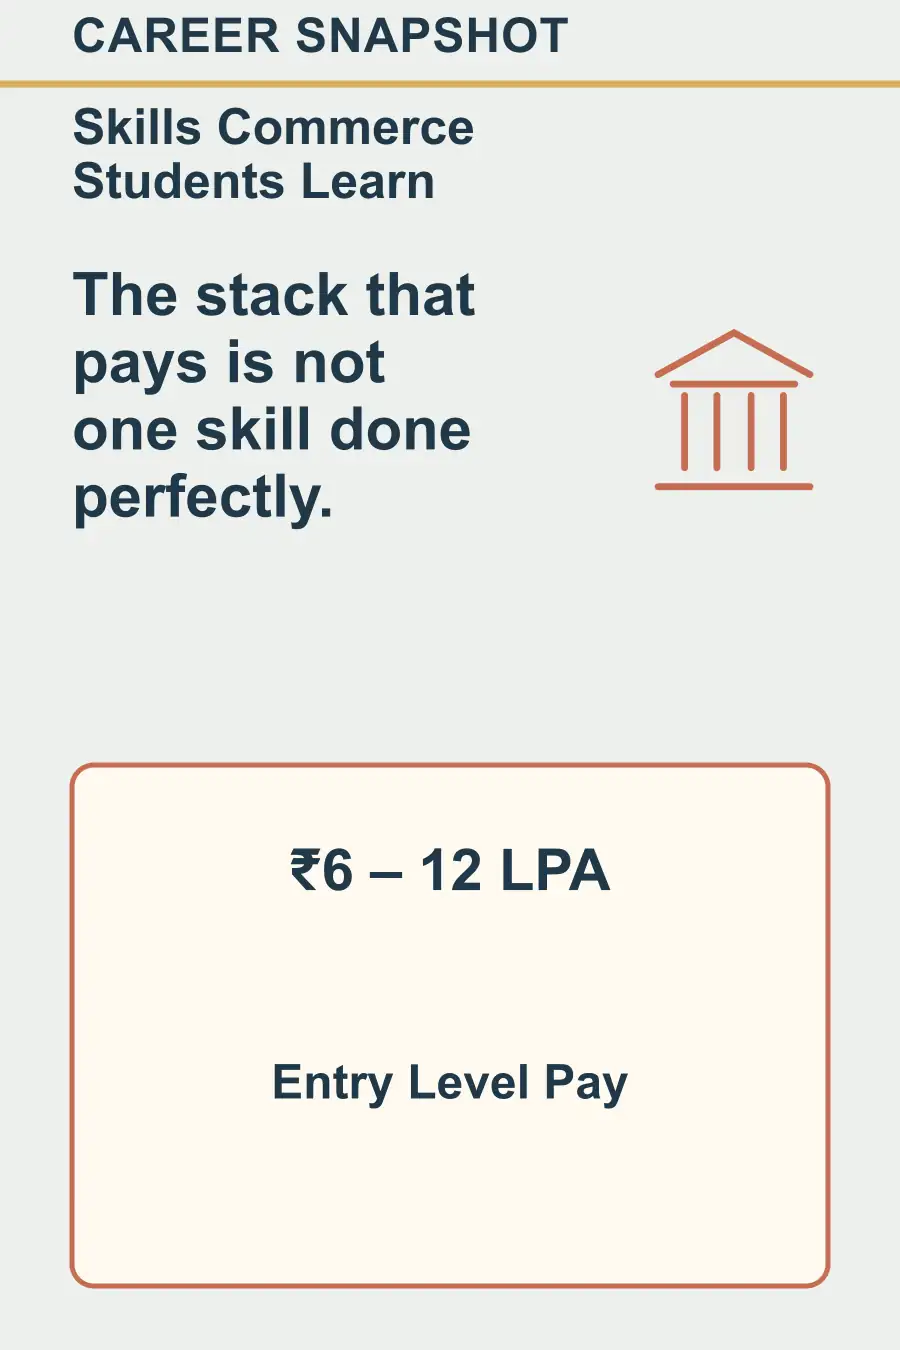 CAREER SNAPSHOT
Skills Commerce
Students Learn
The stack that
pays is not
one skill done
perfectly.
₹6 – 12 LPA
Entry Level Pay